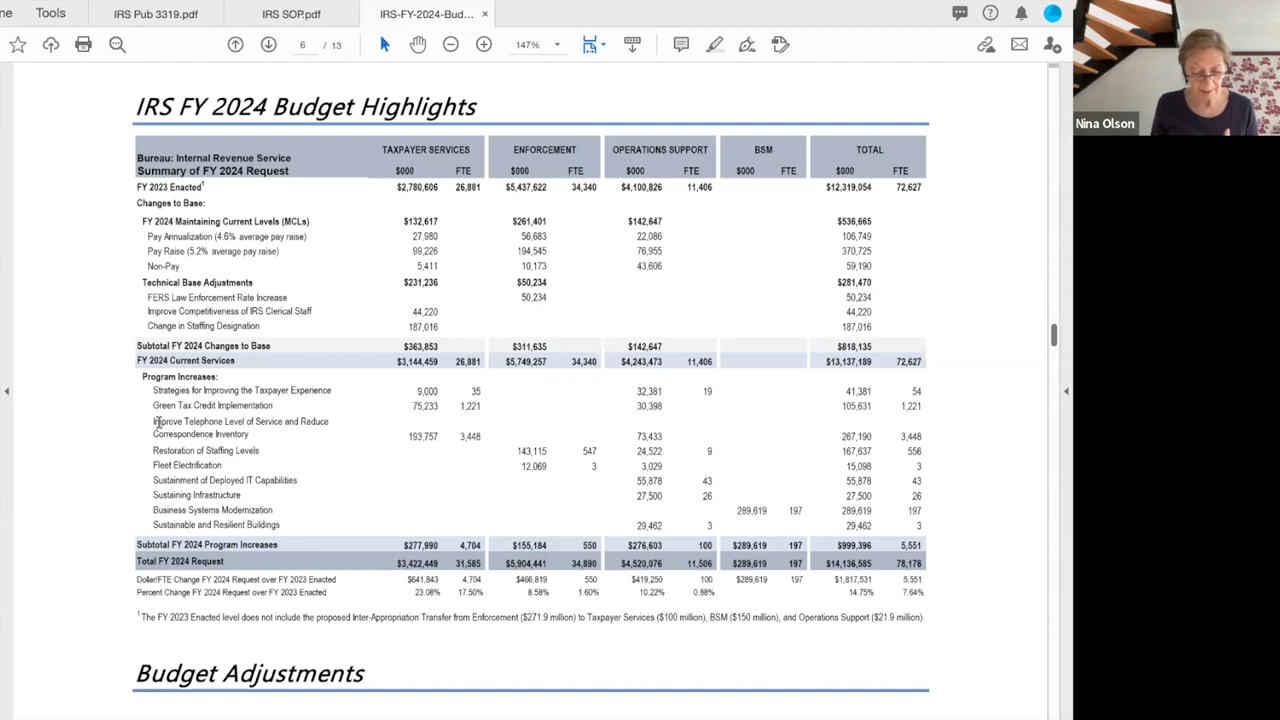 ne Tools IRS Pub 3319.pdf IRS SOP.pdf IRS-FY-2024-Bud... ×
6 / 13 147%
Nina Olson
IRS FY 2024 Budget Highlights
Bureau: Internal Revenue Service TAXPAYER SERVICES ENFORCEMENT OPERATIONS SUPPORT BSM TOTAL
Summary of FY 2024 Request $000 FTE $000 FTE $000 FTE $000 FTE $000 FTE
FY 2023 Enacted¹ $2,780,606 26,881 $5,437,622 34,340 $4,100,826 11,406 $12,319,054 72,627
Changes to Base:
FY 2024 Maintaining Current Levels (MCLs) $132,617 $261,401 $142,647 $536,665
Pay Annualization (4.6% average pay raise) 27,980 56,683 22,086 106,749
Pay Raise (5.2% average pay raise) 99,226 194,545 76,955 370,725
Non-Pay 5,411 10,173 43,606 59,190
Technical Base Adjustments $231,236 $50,234 $281,470
FERS Law Enforcement Rate Increase 50,234 50,234
Improve Competitiveness of IRS Clerical Staff 44,220 44,220
Change in Staffing Designation 187,016 187,016
Subtotal FY 2024 Changes to Base $363,853 $311,635 $142,647 $818,135
FY 2024 Current Services $3,144,459 26,881 $5,749,257 34,340 $4,243,473 11,406 $13,137,189 72,627
Program Increases:
Strategies for Improving the Taxpayer Experience 9,000 35 32,381 19 41,381 54
Green Tax Credit Implementation 75,233 1,221 30,398 105,631 1,221
Improve Telephone Level of Service and Reduce
Correspondence Inventory 193,757 3,448 73,433 267,190 3,448
Restoration of Staffing Levels 143,115 547 24,522 9 167,637 556
Fleet Electrification 12,069 3 3,029 15,098 3
Sustainment of Deployed IT Capabilities 55,878 43 55,878 43
Sustaining Infrastructure 27,500 26 27,500 26
Business Systems Modernization 289,619 197 289,619 197
Sustainable and Resilient Buildings 29,462 3 29,462 3
Subtotal FY 2024 Program Increases $277,990 4,704 $155,184 550 $276,603 100 $289,619 197 $999,396 5,551
Total FY 2024 Request $3,422,449 31,585 $5,904,441 34,890 $4,520,076 11,506 $289,619 197 $14,136,585 78,178
Dollar/FTE Change FY 2024 Request over FY 2023 Enacted $641,843 4,704 $466,819 550 $419,250 100 $289,619 197 $1,817,531 5,551
Percent Change FY 2024 Request over FY 2023 Enacted 23.08% 17.50% 8.58% 1.60% 10.22% 0.88% 14.75% 7.64%
¹ The FY 2023 Enacted level does not include the proposed Inter-Appropriation Transfer from Enforcement ($271.9 million) to Taxpayer Services ($100 million), BSM ($150 million), and Operations Support ($21.9 million).
Budget Adjustments